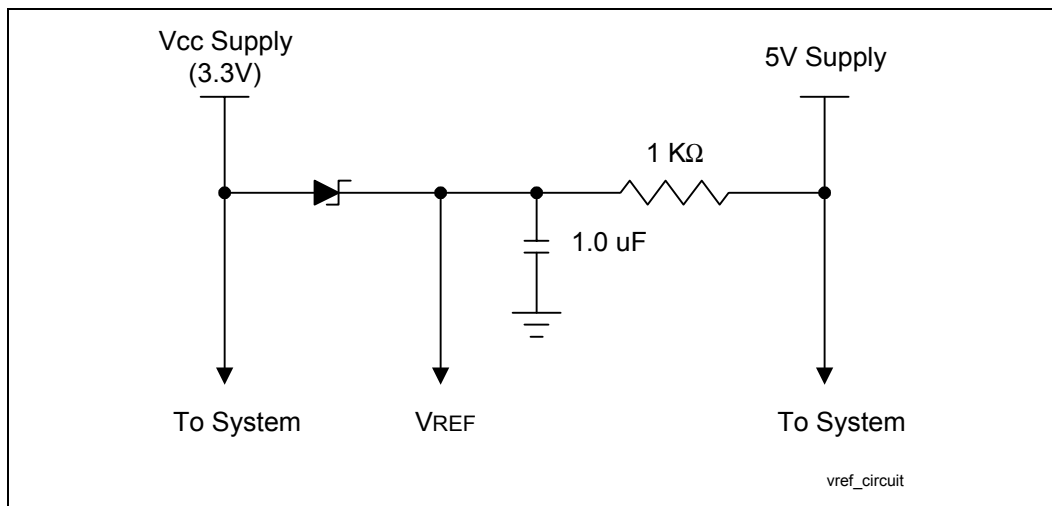 Vcc Supply
(3.3V)
5V Supply
1 KΩ
1.0 uF
To System
VREF
To System
vref_circuit